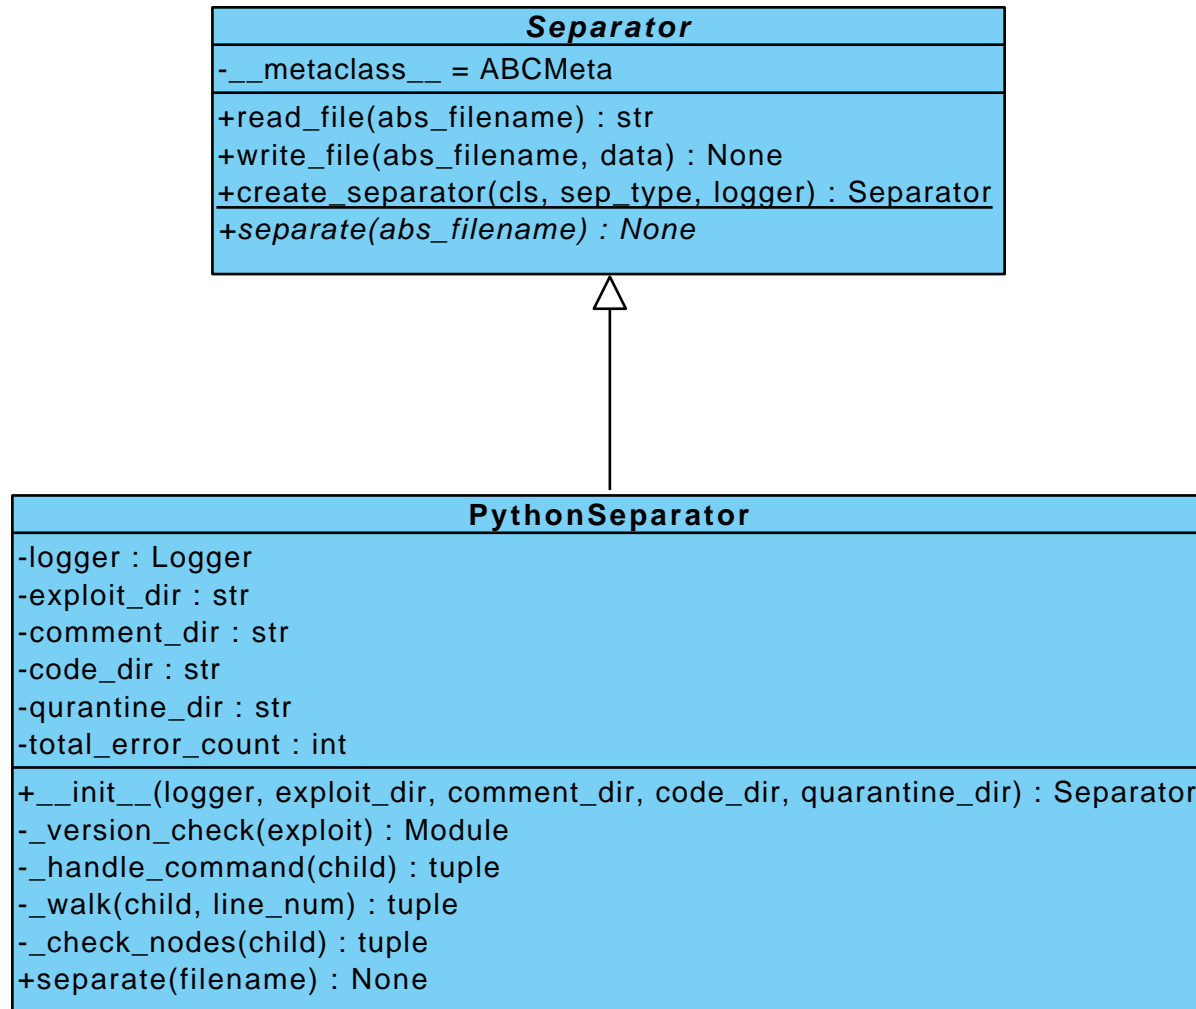 Separator
-__metaclass__ = ABCMeta
+read_file(abs_filename) : str
+write_file(abs_filename, data) : None
+create_separator(cls, sep_type, logger) : Separator
+separate(abs_filename) : None
PythonSeparator
-logger : Logger
-exploit_dir : str
-comment_dir : str
-code_dir : str
-qurantine_dir : str
-total_error_count : int
+__init__(logger, exploit_dir, comment_dir, code_dir, quarantine_dir) : Separator
-_version_check(exploit) : Module
-_handle_command(child) : tuple
-_walk(child, line_num) : tuple
-_check_nodes(child) : tuple
+separate(filename) : None